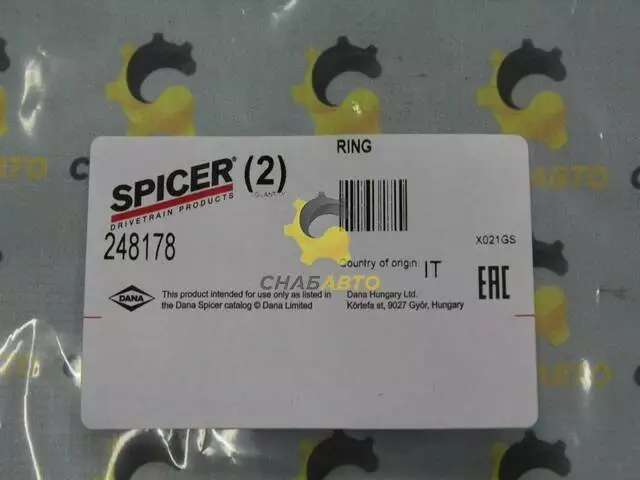 RING
SPICER® (2)
DRIVETRAIN PRODUCTS
248178
X021GS
Country of origin: IT
СНАБАВТО
DANA
This product intended for use only as listed in
the Dana Spicer catalog © Dana Limited
Dana Hungary Ltd.
Körtefa st, 9027 Győr, Hungary
EAC